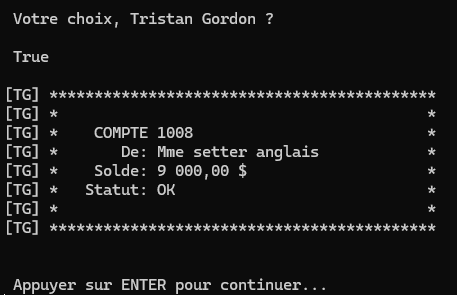 Votre choix, Tristan Gordon ?
True
[TG] *******************************************
[TG] *                                         *
[TG] *    COMPTE 1008                          *
[TG] *       De: Mme setter anglais            *
[TG] *    Solde: 9 000,00 $                    *
[TG] *   Statut: OK                            *
[TG] *                                         *
[TG] *******************************************
Appuyer sur ENTER pour continuer...